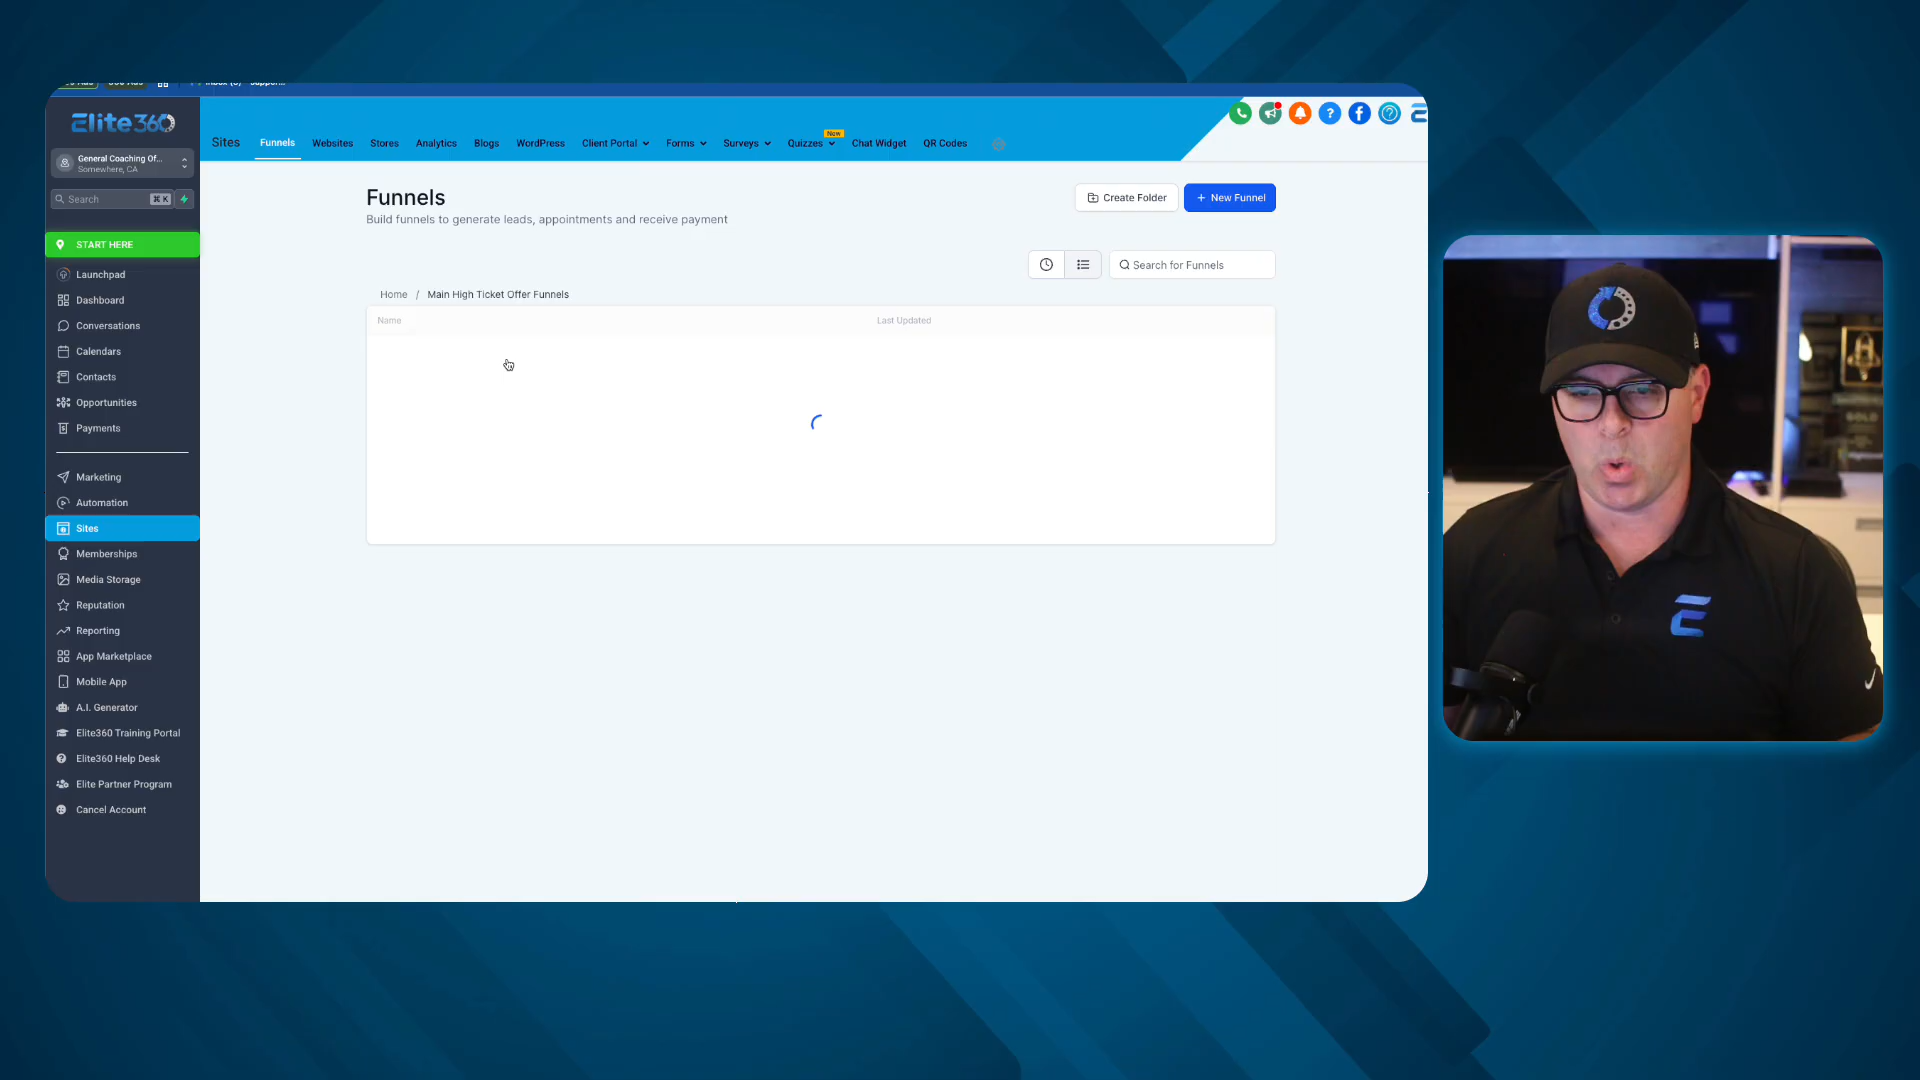 Elite360
General Coaching Of...
Somewhere, CA
Search
⌘ K
START HERE
Launchpad
Dashboard
Conversations
Calendars
Contacts
Opportunities
Payments
Marketing
Automation
Sites
Memberships
Media Storage
Reputation
Reporting
App Marketplace
Mobile App
A.I. Generator
Elite360 Training Portal
Elite360 Help Desk
Elite Partner Program
Cancel Account
Sites
Funnels
Websites
Stores
Analytics
Blogs
WordPress
Client Portal
Forms
Surveys
Quizzes
New
Chat Widget
QR Codes
Funnels
Build funnels to generate leads, appointments and receive payment
Create Folder
+ New Funnel
Search for Funnels
Home / Main High Ticket Offer Funnels
Name
Last Updated
GOLD